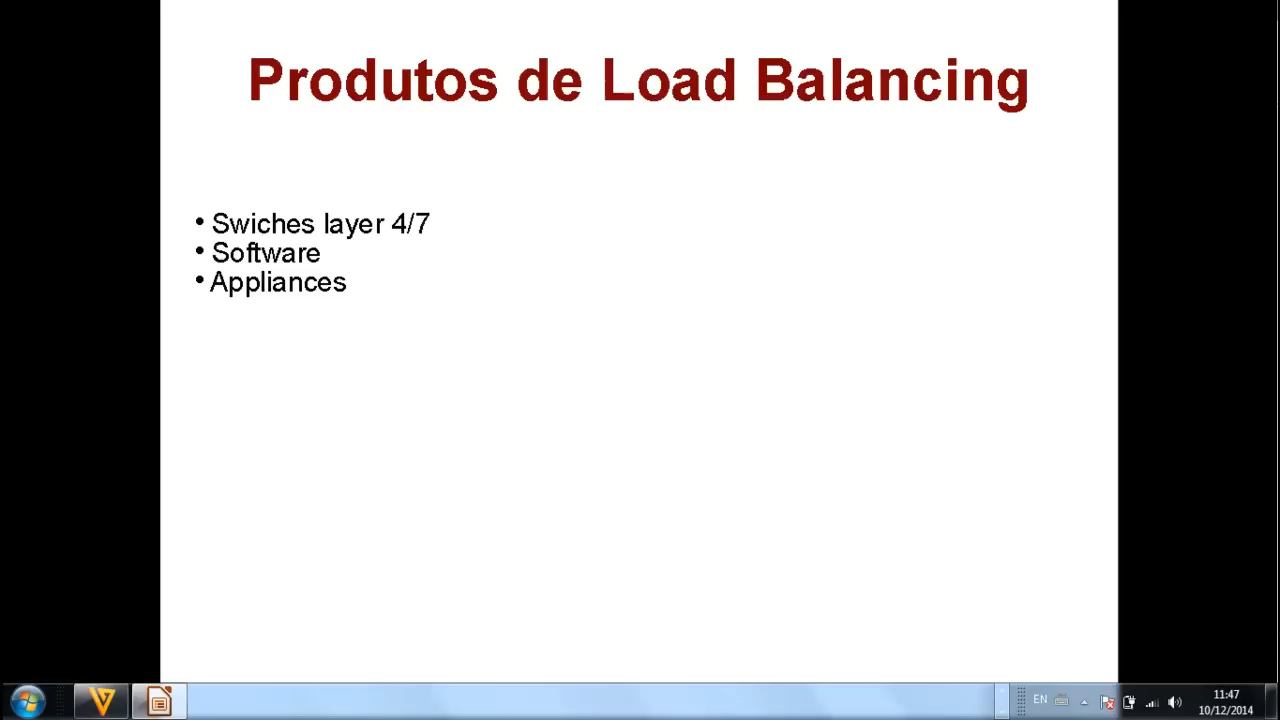 Produtos de Load Balancing
• Swiches layer 4/7
• Software
• Appliances
EN
11:47
10/12/2014